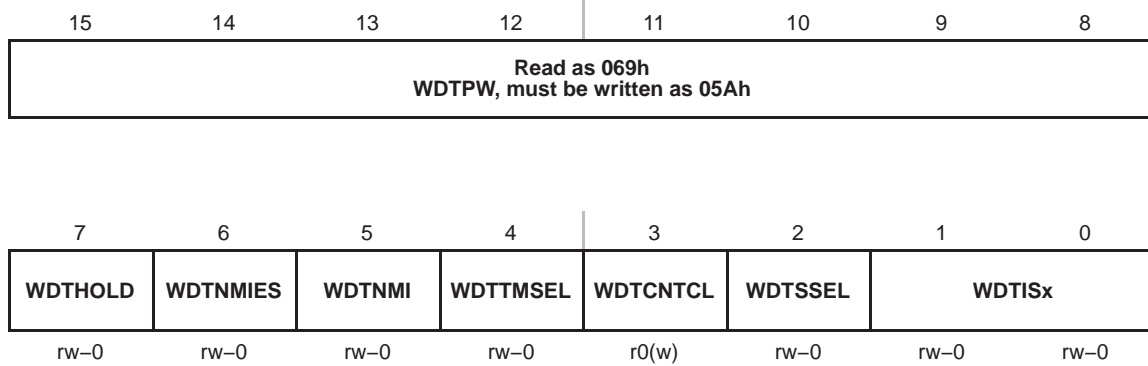 15 14 13 12 11 10 9 8
Read as 069h
WDTPW, must be written as 05Ah
7 6 5 4 3 2 1 0
WDTHOLD WDTNMIES WDTNMI WDTTMSEL WDTCNTCL WDTSSEL WDTISx
rw−0 rw−0 rw−0 rw−0 r0(w) rw−0 rw−0 rw−0